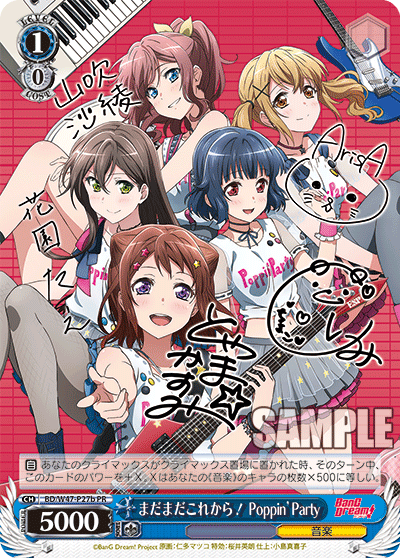 LEVEL
1
0
COST
山吹
沙綾
ArisA
花園
たえ
Poppin'Party
Poppin'Party
とやま
かすみ☆
りみ
ESP
SAMPLE
あなたのクライマックスがクライマックス置場に置かれた時、そのターン中、
このカードのパワーを+X。Xはあなたの《音楽》のキャラの枚数×500に等しい。
CH
BD/W47-P27b PR
POWER
5000
まだまだこれから! Poppin'Party
BanG
Dream!
音楽
©BanG Dream! Project 原画:仁多マツコ 特効:桜井英朗 仕上:小島真喜子